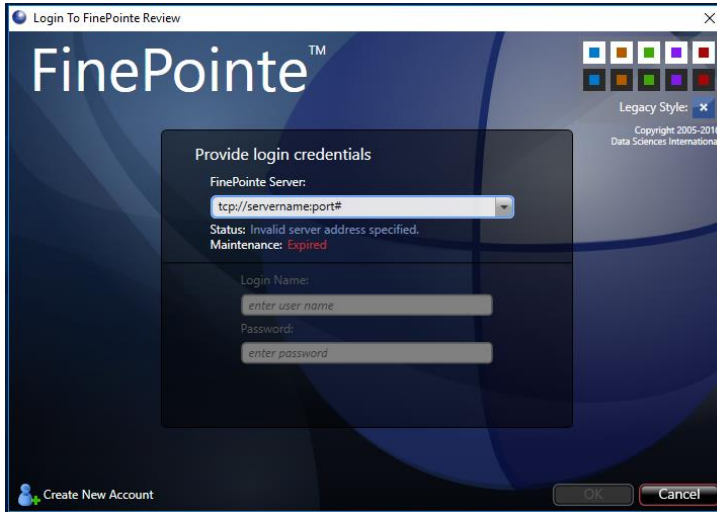 Login To FinePointe Review
FinePointe™
Legacy Style:
Copyright 2005-2016
Data Sciences International
Provide login credentials
FinePointe Server:
tcp://servername:port#
Status: Invalid server address specified.
Maintenance: Expired
Login Name:
enter user name
Password:
enter password
Create New Account
OK
Cancel